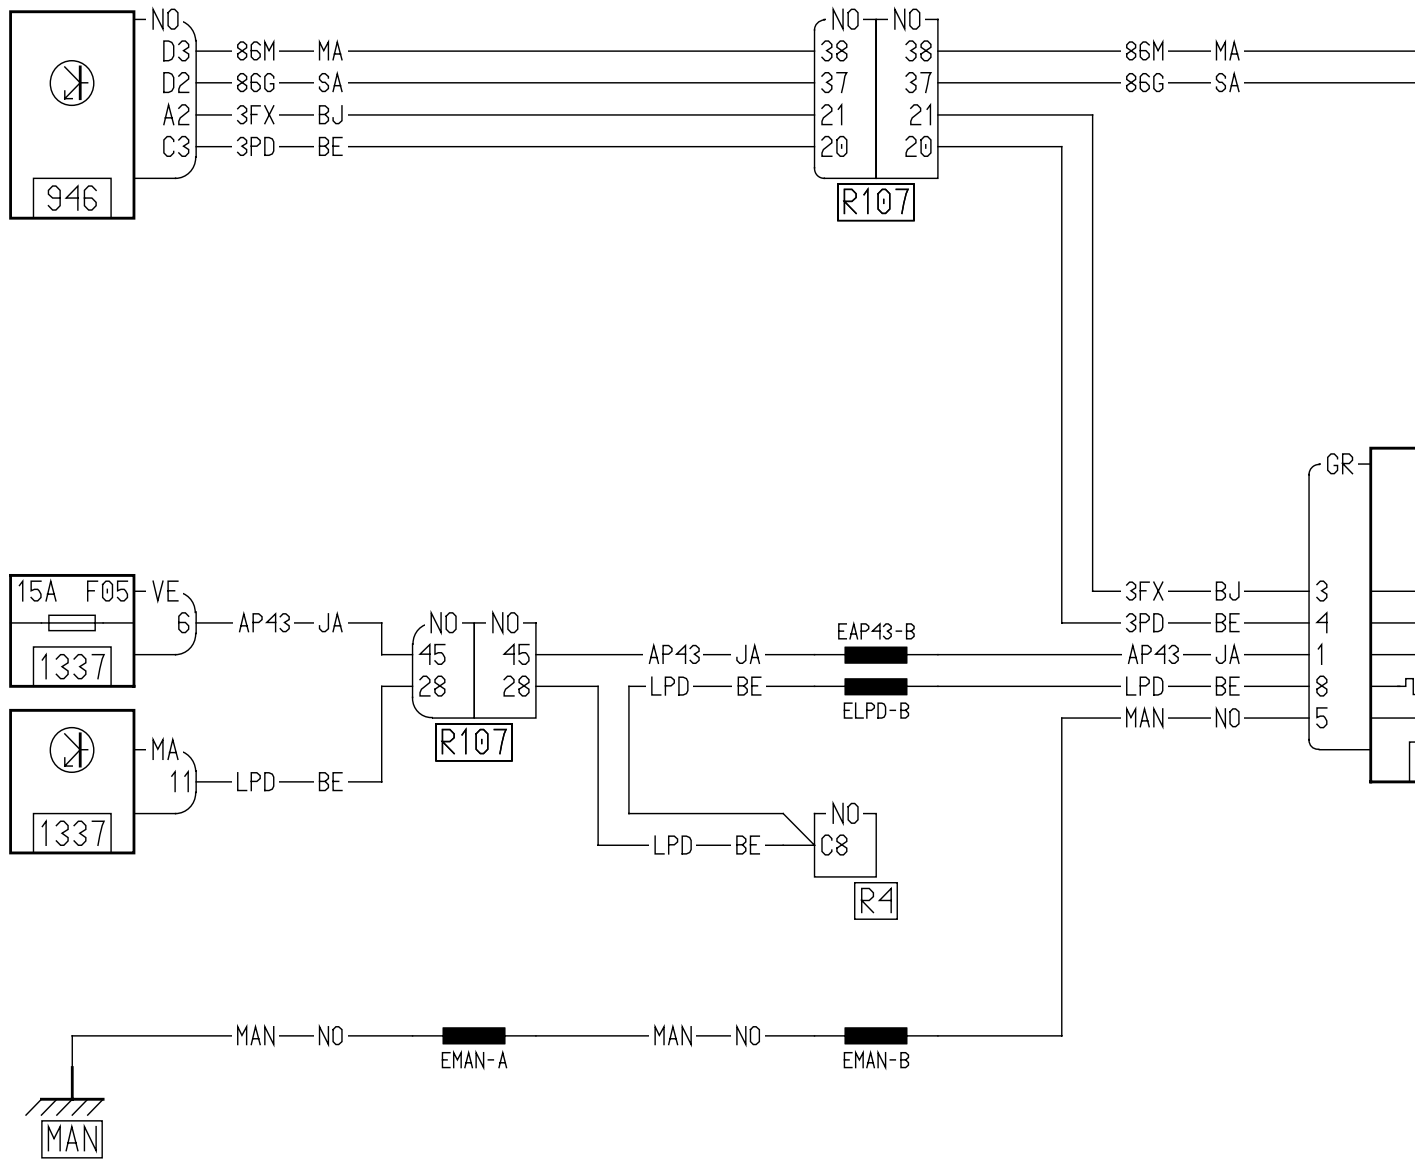 NO NO NO
D3 86M MA 38 38 86M MA
D2 86G SA 37 37 86G SA
A2 3FX BJ 21 21
C3 3PD BE 20 20
946 R107
GR
15A F05 VE 3FX BJ 3
6 AP43 JA NO NO 3PD BE 4
EAP43-B
1337 45 45 AP43 JA AP43 JA 1
28 28 LPD BE LPD BE 8
ELPD-B MAN NO 5
R107
MA
11 LPD BE
NO
1337 LPD BE C8
R4
MAN NO MAN NO
EMAN-A EMAN-B
MAN